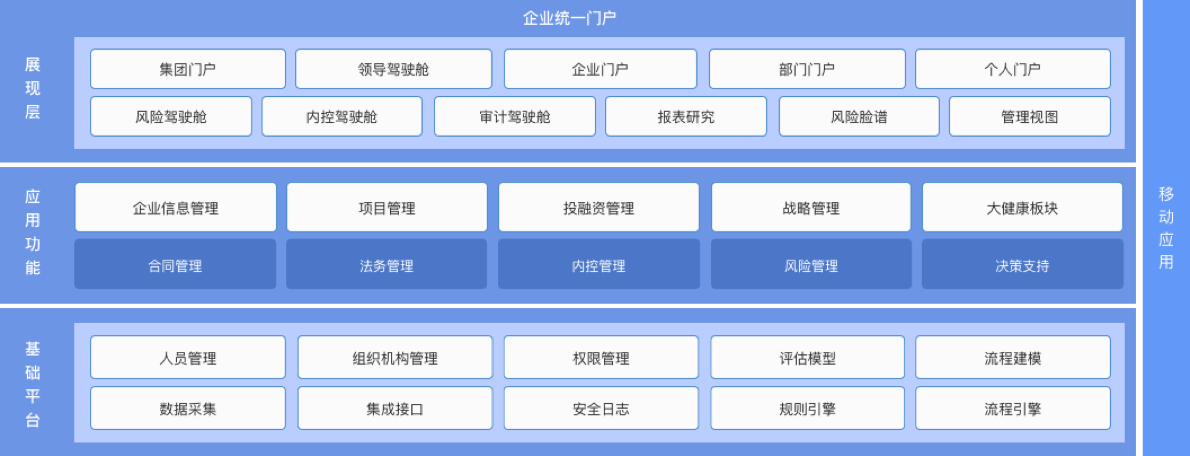 企业统一门户
展现层
集团门户 领导驾驶舱 企业门户 部门门户 个人门户
风险驾驶舱 内控驾驶舱 审计驾驶舱 报表研究 风险脸谱 管理视图
应用功能
企业信息管理 项目管理 投融资管理 战略管理 大健康板块
合同管理 法务管理 内控管理 风险管理 决策支持
基础平台
人员管理 组织机构管理 权限管理 评估模型 流程建模
数据采集 集成接口 安全日志 规则引擎 流程引擎
移动应用